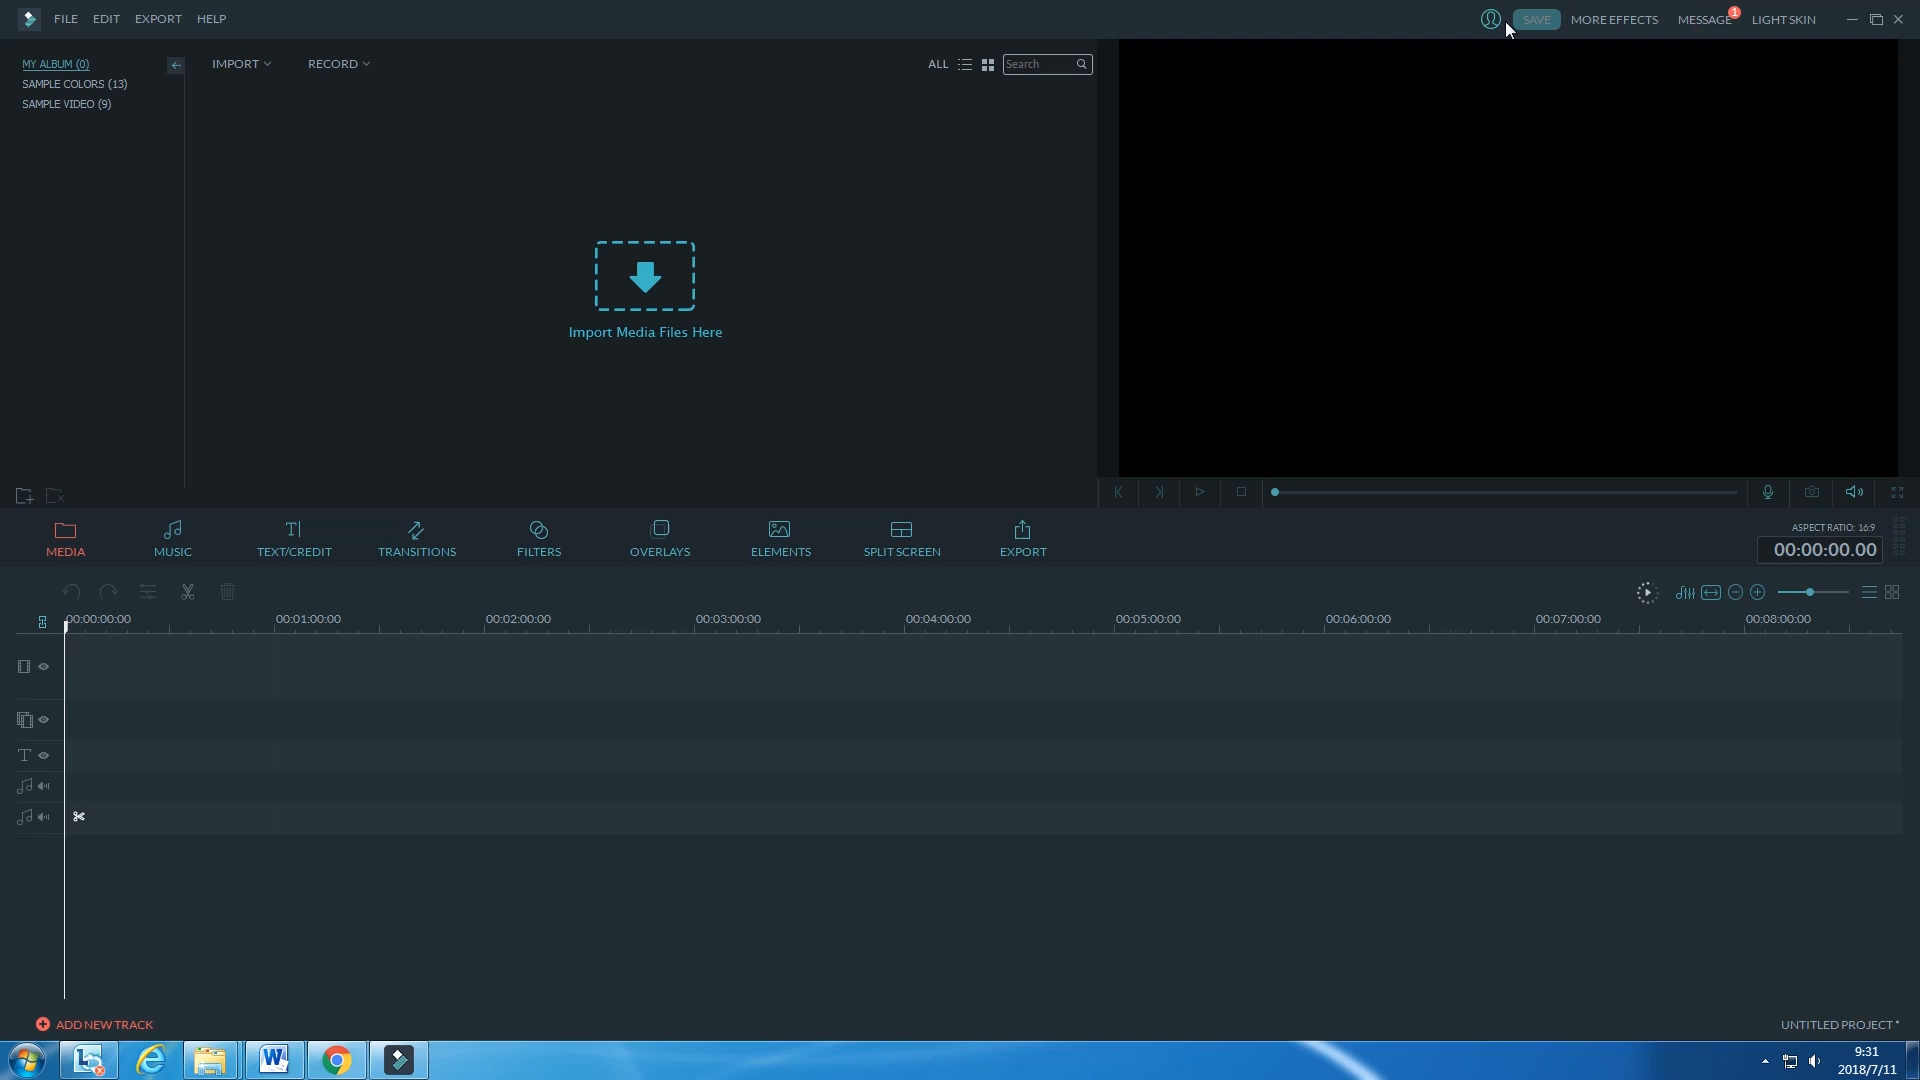 FILE EDIT EXPORT HELP
SAVE MORE EFFECTS MESSAGE 1 LIGHT SKIN
MY ALBUM (0)
SAMPLE COLORS (13)
SAMPLE VIDEO (9)
IMPORT RECORD ALL Search
Import Media Files Here
MEDIA MUSIC TEXT/CREDIT TRANSITIONS FILTERS OVERLAYS ELEMENTS SPLIT SCREEN EXPORT
ASPECT RATIO: 16:9
00:00:00.00
00:00:00:00 00:01:00:00 00:02:00:00 00:03:00:00 00:04:00:00 00:05:00:00 00:06:00:00 00:07:00:00 00:08:00:00
ADD NEW TRACK
UNTITLED PROJECT *
9:31
2018/7/11